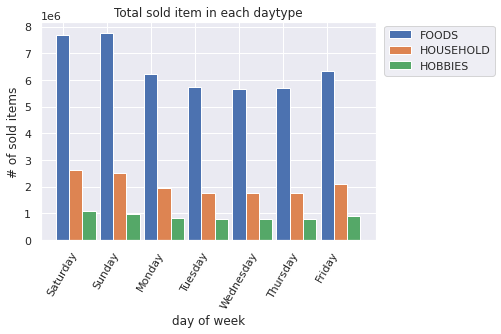 Total sold item in each daytype
1e6
8
7
6
5
4
3
2
1
0
# of sold items
Saturday
Sunday
Monday
Tuesday
Wednesday
Thursday
Friday
day of week
FOODS
HOUSEHOLD
HOBBIES